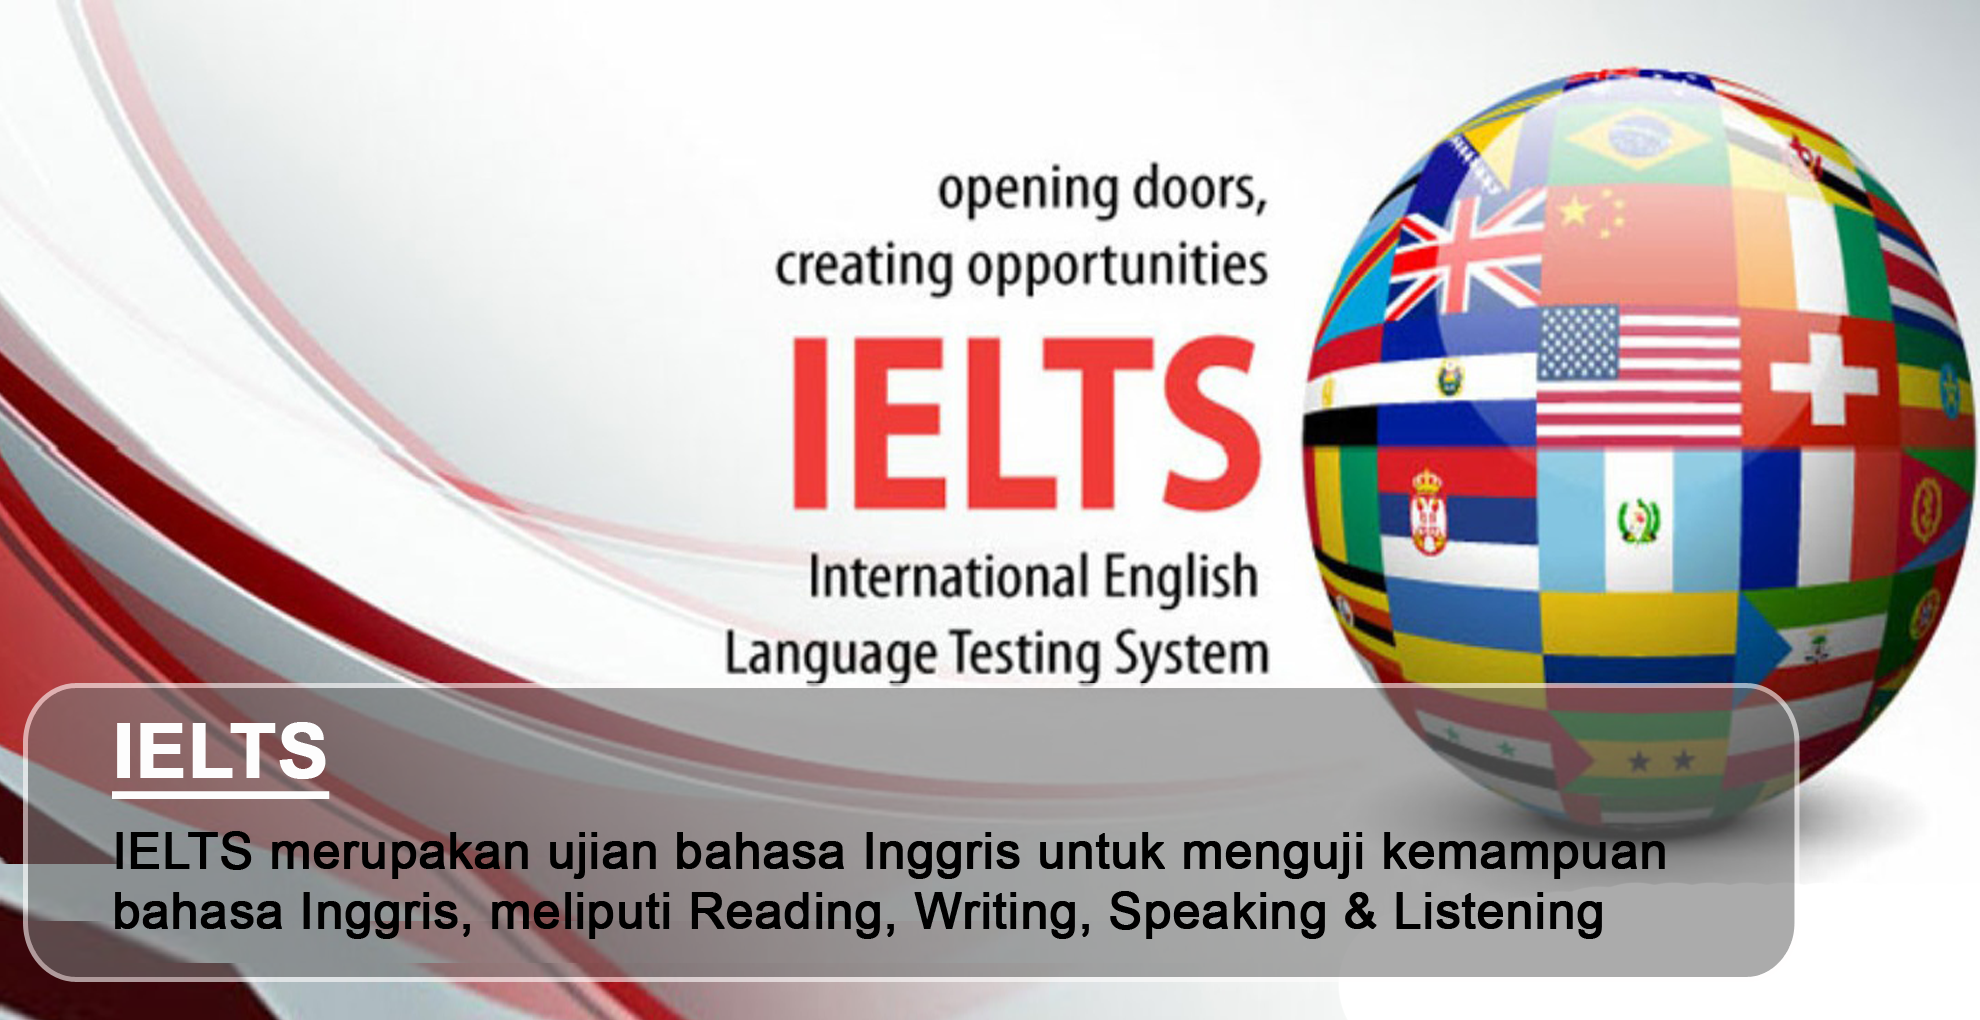 opening doors,
creating opportunities
IELTS
International English
Language Testing System
IELTS
IELTS merupakan ujian bahasa Inggris untuk menguji kemampuan
bahasa Inggris, meliputi Reading, Writing, Speaking & Listening